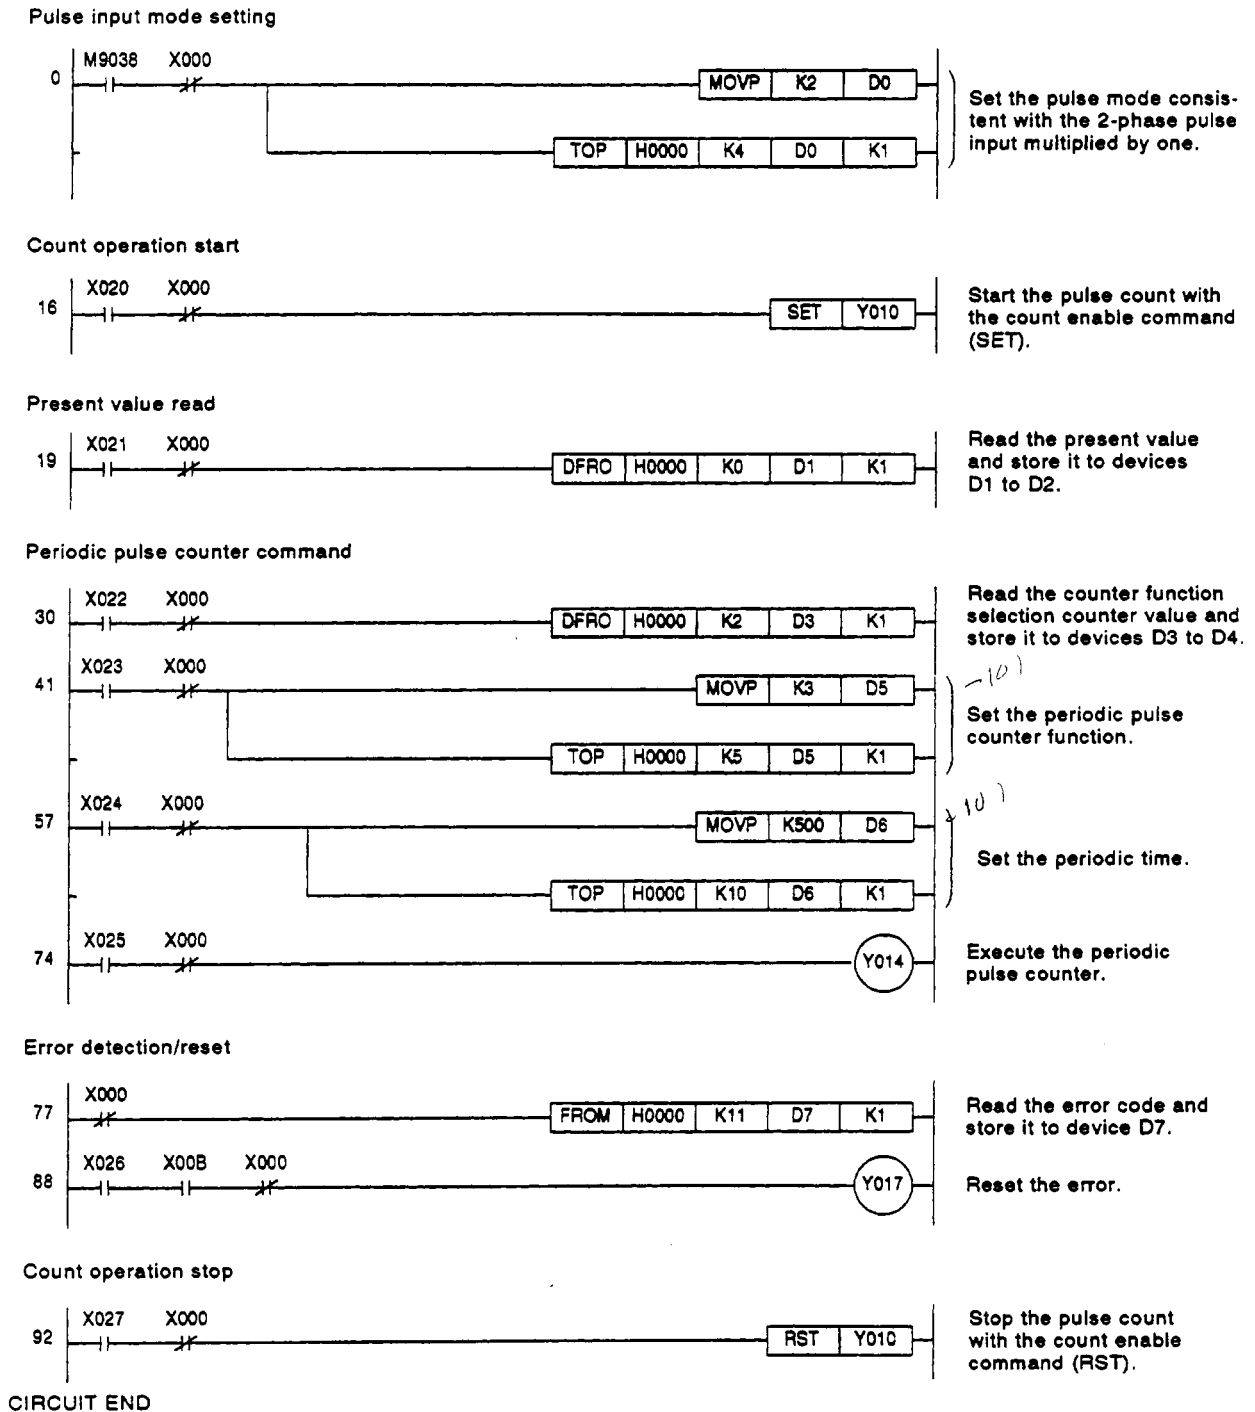 Pulse input mode setting
M9038 X000
0
MOVP K2 D0
TOP H0000 K4 D0 K1
Set the pulse mode consis-
tent with the 2-phase pulse
input multiplied by one.
Count operation start
X020 X000
16
SET Y010
Start the pulse count with
the count enable command
(SET).
Present value read
X021 X000
19
DFRO H0000 K0 D1 K1
Read the present value
and store it to devices
D1 to D2.
Periodic pulse counter command
X022 X000
30
DFRO H0000 K2 D3 K1
Read the counter function
selection counter value and
store it to devices D3 to D4.
X023 X000
41
MOVP K3 D5
TOP H0000 K5 D5 K1
Set the periodic pulse
counter function.
X024 X000
57
MOVP K500 D6
TOP H0000 K10 D6 K1
Set the periodic time.
X025 X000
74
Y014
Execute the periodic
pulse counter.
Error detection/reset
X000
77
FROM H0000 K11 D7 K1
Read the error code and
store it to device D7.
X026 X00B X000
88
Y017
Reset the error.
Count operation stop
X027 X000
92
RST Y010
Stop the pulse count
with the count enable
command (RST).
CIRCUIT END